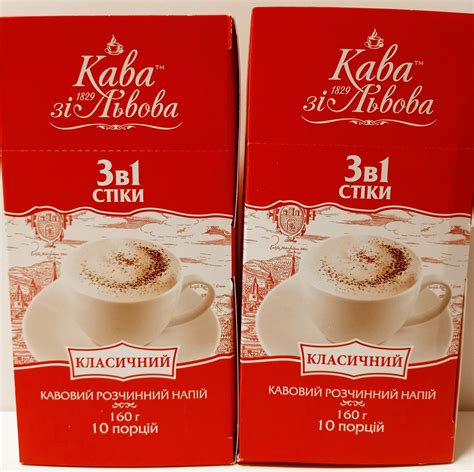 Кава™
зі 1829 Львова
3в1
СТІКИ
КЛАСИЧНИЙ
КАВОВИЙ РОЗЧИННИЙ НАПІЙ
160 г
10 порцій
Кава™
зі 1829 Львова
3в1
СТІКИ
КЛАСИЧНИЙ
КАВОВИЙ РОЗЧИННИЙ НАПІЙ
160 г
10 порцій